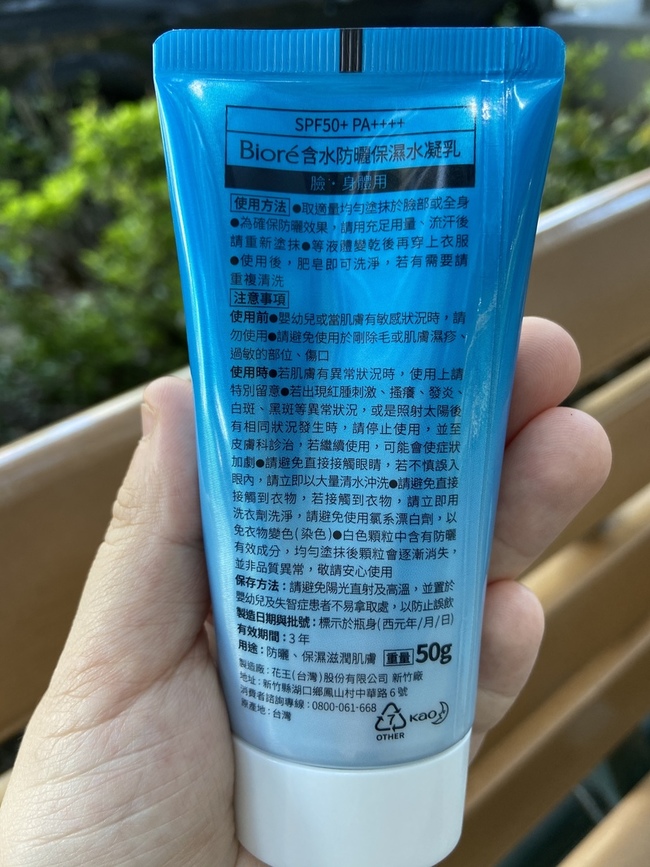 SPF50+ PA++++
Bioré含水防曬保濕水凝乳
臉・身體用
使用方法 ●取適量均勻塗抹於臉部或全身
●為確保防曬效果，請用充足用量、流汗後
請重新塗抹●等液體變乾後再穿上衣服
●使用後，肥皂即可洗淨，若有需要請
重複清洗
注意事項
使用前●嬰幼兒或當肌膚有敏感狀況時，請
勿使用●請避免使用於剛除毛或肌膚濕疹、
過敏的部位、傷口
使用時●若肌膚有異常狀況時，使用上請
特別留意●若出現紅腫刺激、搔癢、發炎、
白斑、黑斑等異常狀況，或是照射太陽後
有相同狀況發生時，請停止使用，並至
皮膚科診治，若繼續使用，可能會使症狀
加劇●請避免直接接觸眼睛，若不慎誤入
眼內，請立即以大量清水沖洗●請避免直接
接觸到衣物，若接觸到衣物，請立即用
洗衣劑洗淨，請避免使用氯系漂白劑，以
免衣物變色(染色)●白色顆粒中含有防曬
有效成分，均勻塗抹後顆粒會逐漸消失，
並非品質異常，敬請安心使用
保存方法：請避免陽光直射及高溫，並置於
嬰幼兒及失智症患者不易拿取處，以防止誤飲
製造日期與批號：標示於瓶身(西元年/月/日)
有效期間：3年
用途：防曬、保濕滋潤肌膚 重量 50g
製造廠：花王(台灣)股份有限公司 新竹廠
地址：新竹縣湖口鄉鳳山村中華路6號
消費者諮詢專線：0800-061-668
原產地：台灣
7
OTHER
Kao